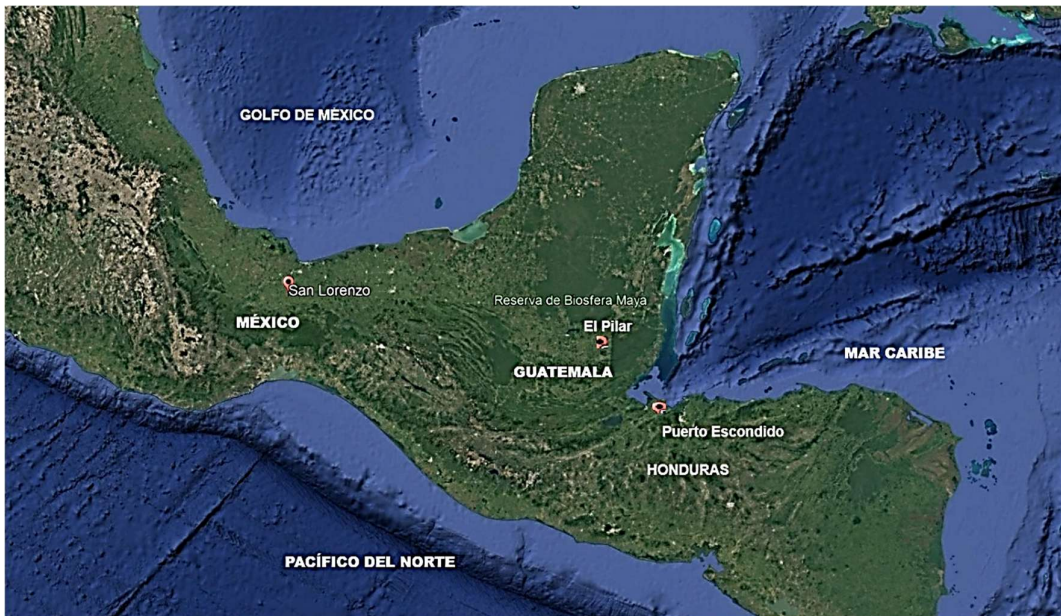 GOLFO DE MÉXICO
San Lorenzo
Reserva de Biosfera Maya
MÉXICO
El Pilar
MAR CARIBE
GUATEMALA
Puerto Escondido
HONDURAS
PACÍFICO DEL NORTE